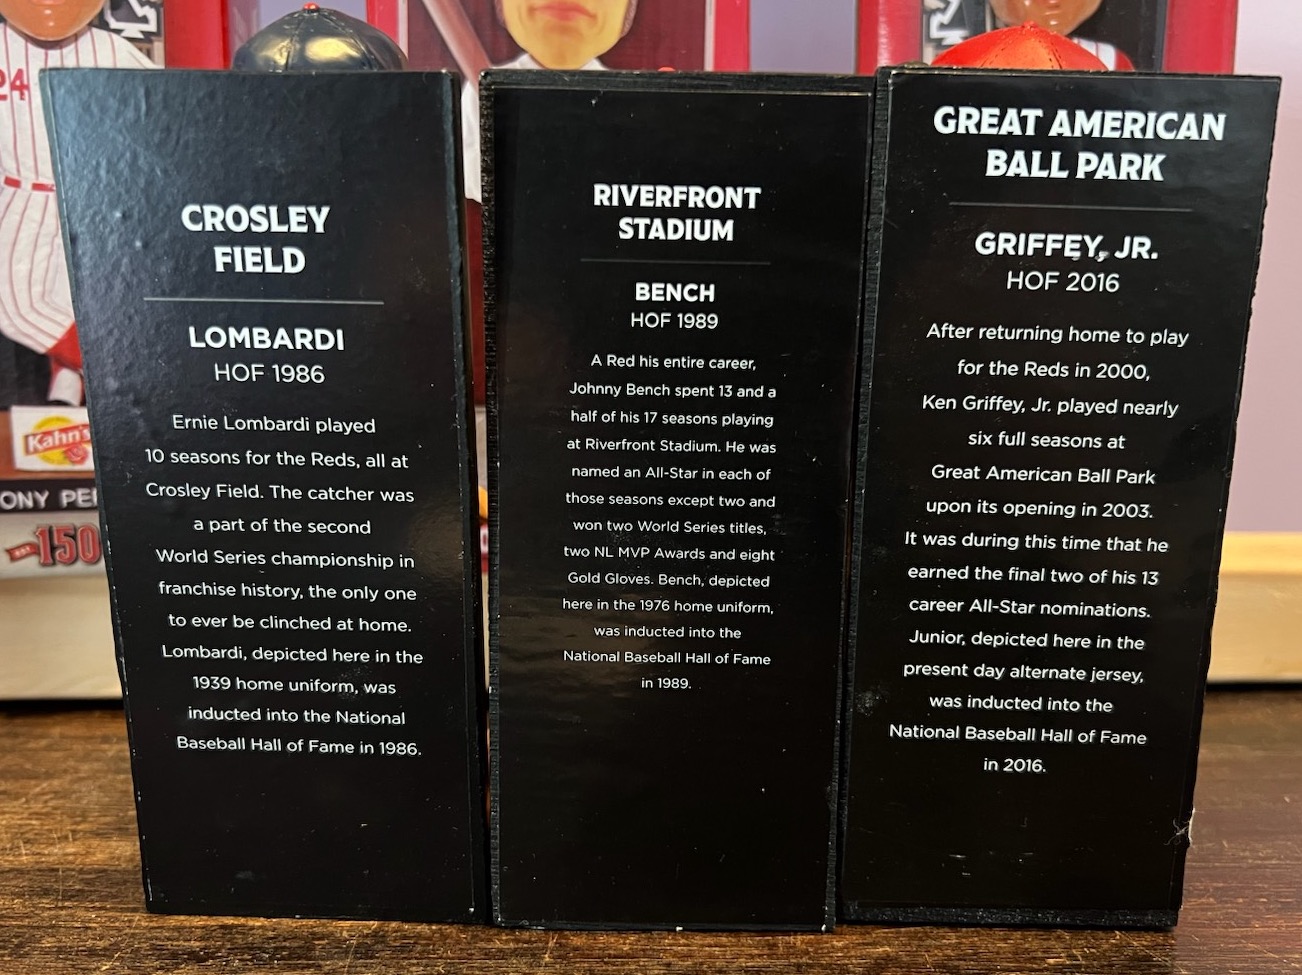 24
Kahn's
ONY PE
150
CROSLEY
FIELD
LOMBARDI
HOF 1986
Ernie Lombardi played
10 seasons for the Reds, all at
Crosley Field. The catcher was
a part of the second
World Series championship in
franchise history, the only one
to ever be clinched at home.
Lombardi, depicted here in the
1939 home uniform, was
inducted into the National
Baseball Hall of Fame in 1986.
RIVERFRONT
STADIUM
BENCH
HOF 1989
A Red his entire career,
Johnny Bench spent 13 and a
half of his 17 seasons playing
at Riverfront Stadium. He was
named an All-Star in each of
those seasons except two and
won two World Series titles,
two NL MVP Awards and eight
Gold Gloves. Bench, depicted
here in the 1976 home uniform,
was inducted into the
National Baseball Hall of Fame
in 1989.
GREAT AMERICAN
BALL PARK
GRIFFEY, JR.
HOF 2016
After returning home to play
for the Reds in 2000,
Ken Griffey, Jr. played nearly
six full seasons at
Great American Ball Park
upon its opening in 2003.
It was during this time that he
earned the final two of his 13
career All-Star nominations.
Junior, depicted here in the
present day alternate jersey,
was inducted into the
National Baseball Hall of Fame
in 2016.